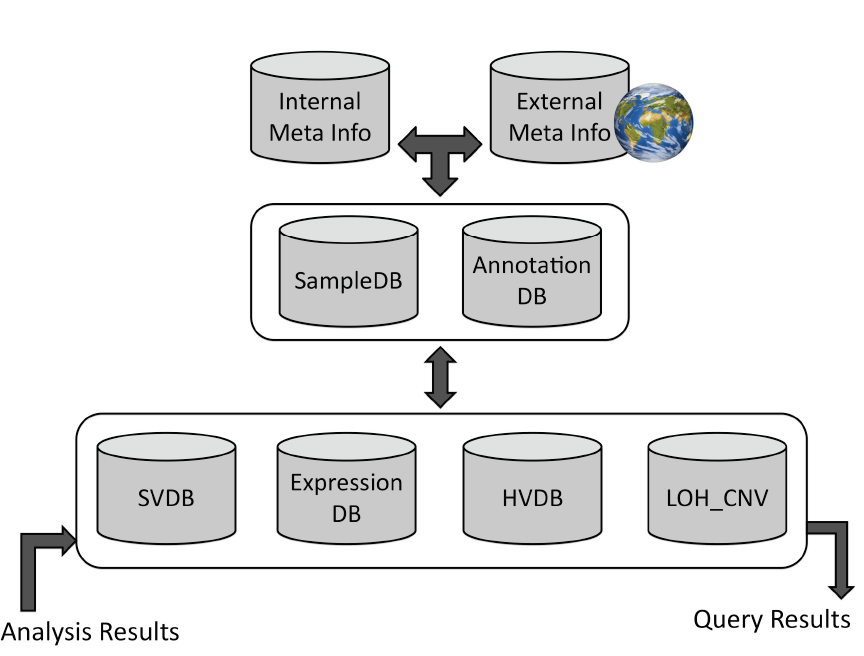 Internal
Meta Info
External
Meta Info
SampleDB
Annotation
DB
SVDB
Expression
DB
HVDB
LOH_CNV
Analysis Results
Query Results